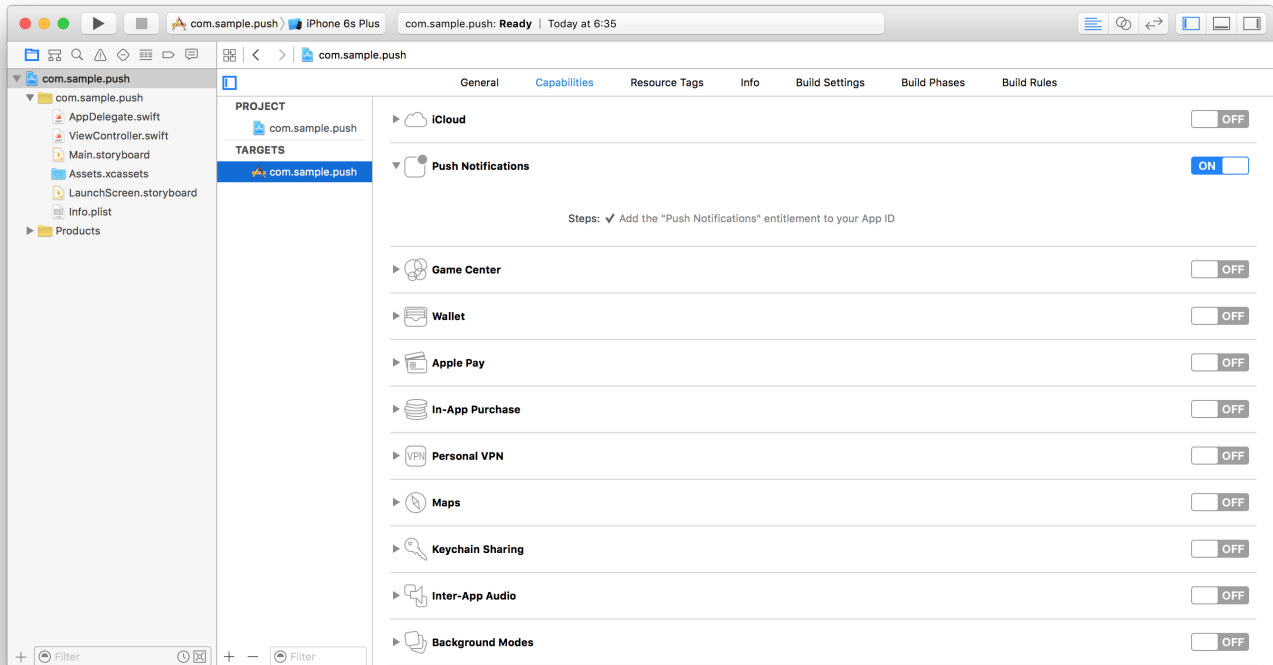 com.sample.push iPhone 6s Plus com.sample.push: Ready | Today at 6:35
com.sample.push
com.sample.push
com.sample.push
AppDelegate.swift
ViewController.swift
Main.storyboard
Assets.xcassets
LaunchScreen.storyboard
Info.plist
Products
Filter
General Capabilities Resource Tags Info Build Settings Build Phases Build Rules
PROJECT
com.sample.push
TARGETS
com.sample.push
Filter
iCloud OFF
Push Notifications ON
Steps: ✓ Add the "Push Notifications" entitlement to your App ID
Game Center OFF
Wallet OFF
Apple Pay OFF
In-App Purchase OFF
VPN Personal VPN OFF
Maps OFF
Keychain Sharing OFF
Inter-App Audio OFF
Background Modes OFF